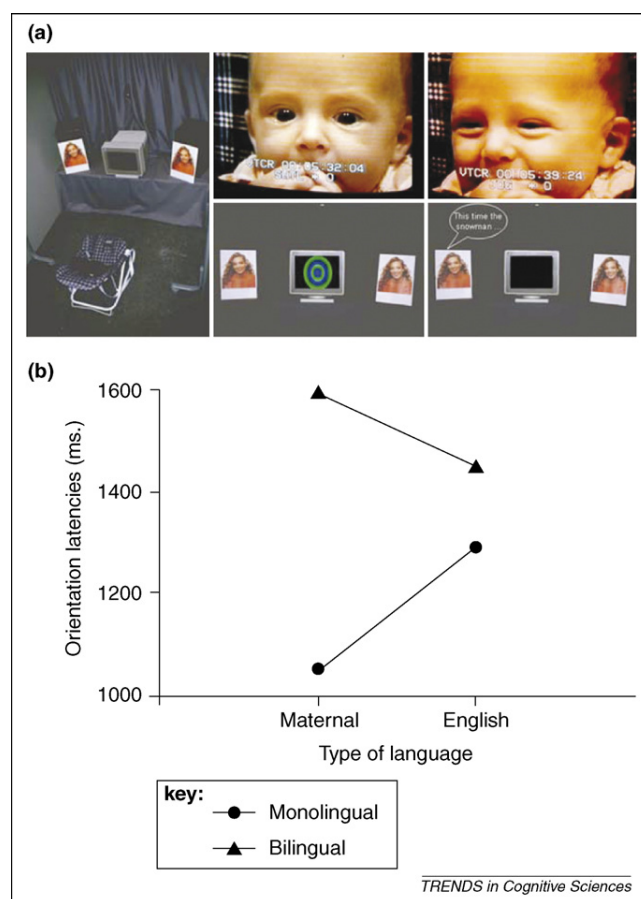 (a)
VTCR 00:05:32:04
VTCR 00:05:39:24
This time the
snowman ...
(b)
1600
1400
1200
1000
Orientation latencies (ms.)
Maternal
English
Type of language
key:
Monolingual
Bilingual
TRENDS in Cognitive Sciences